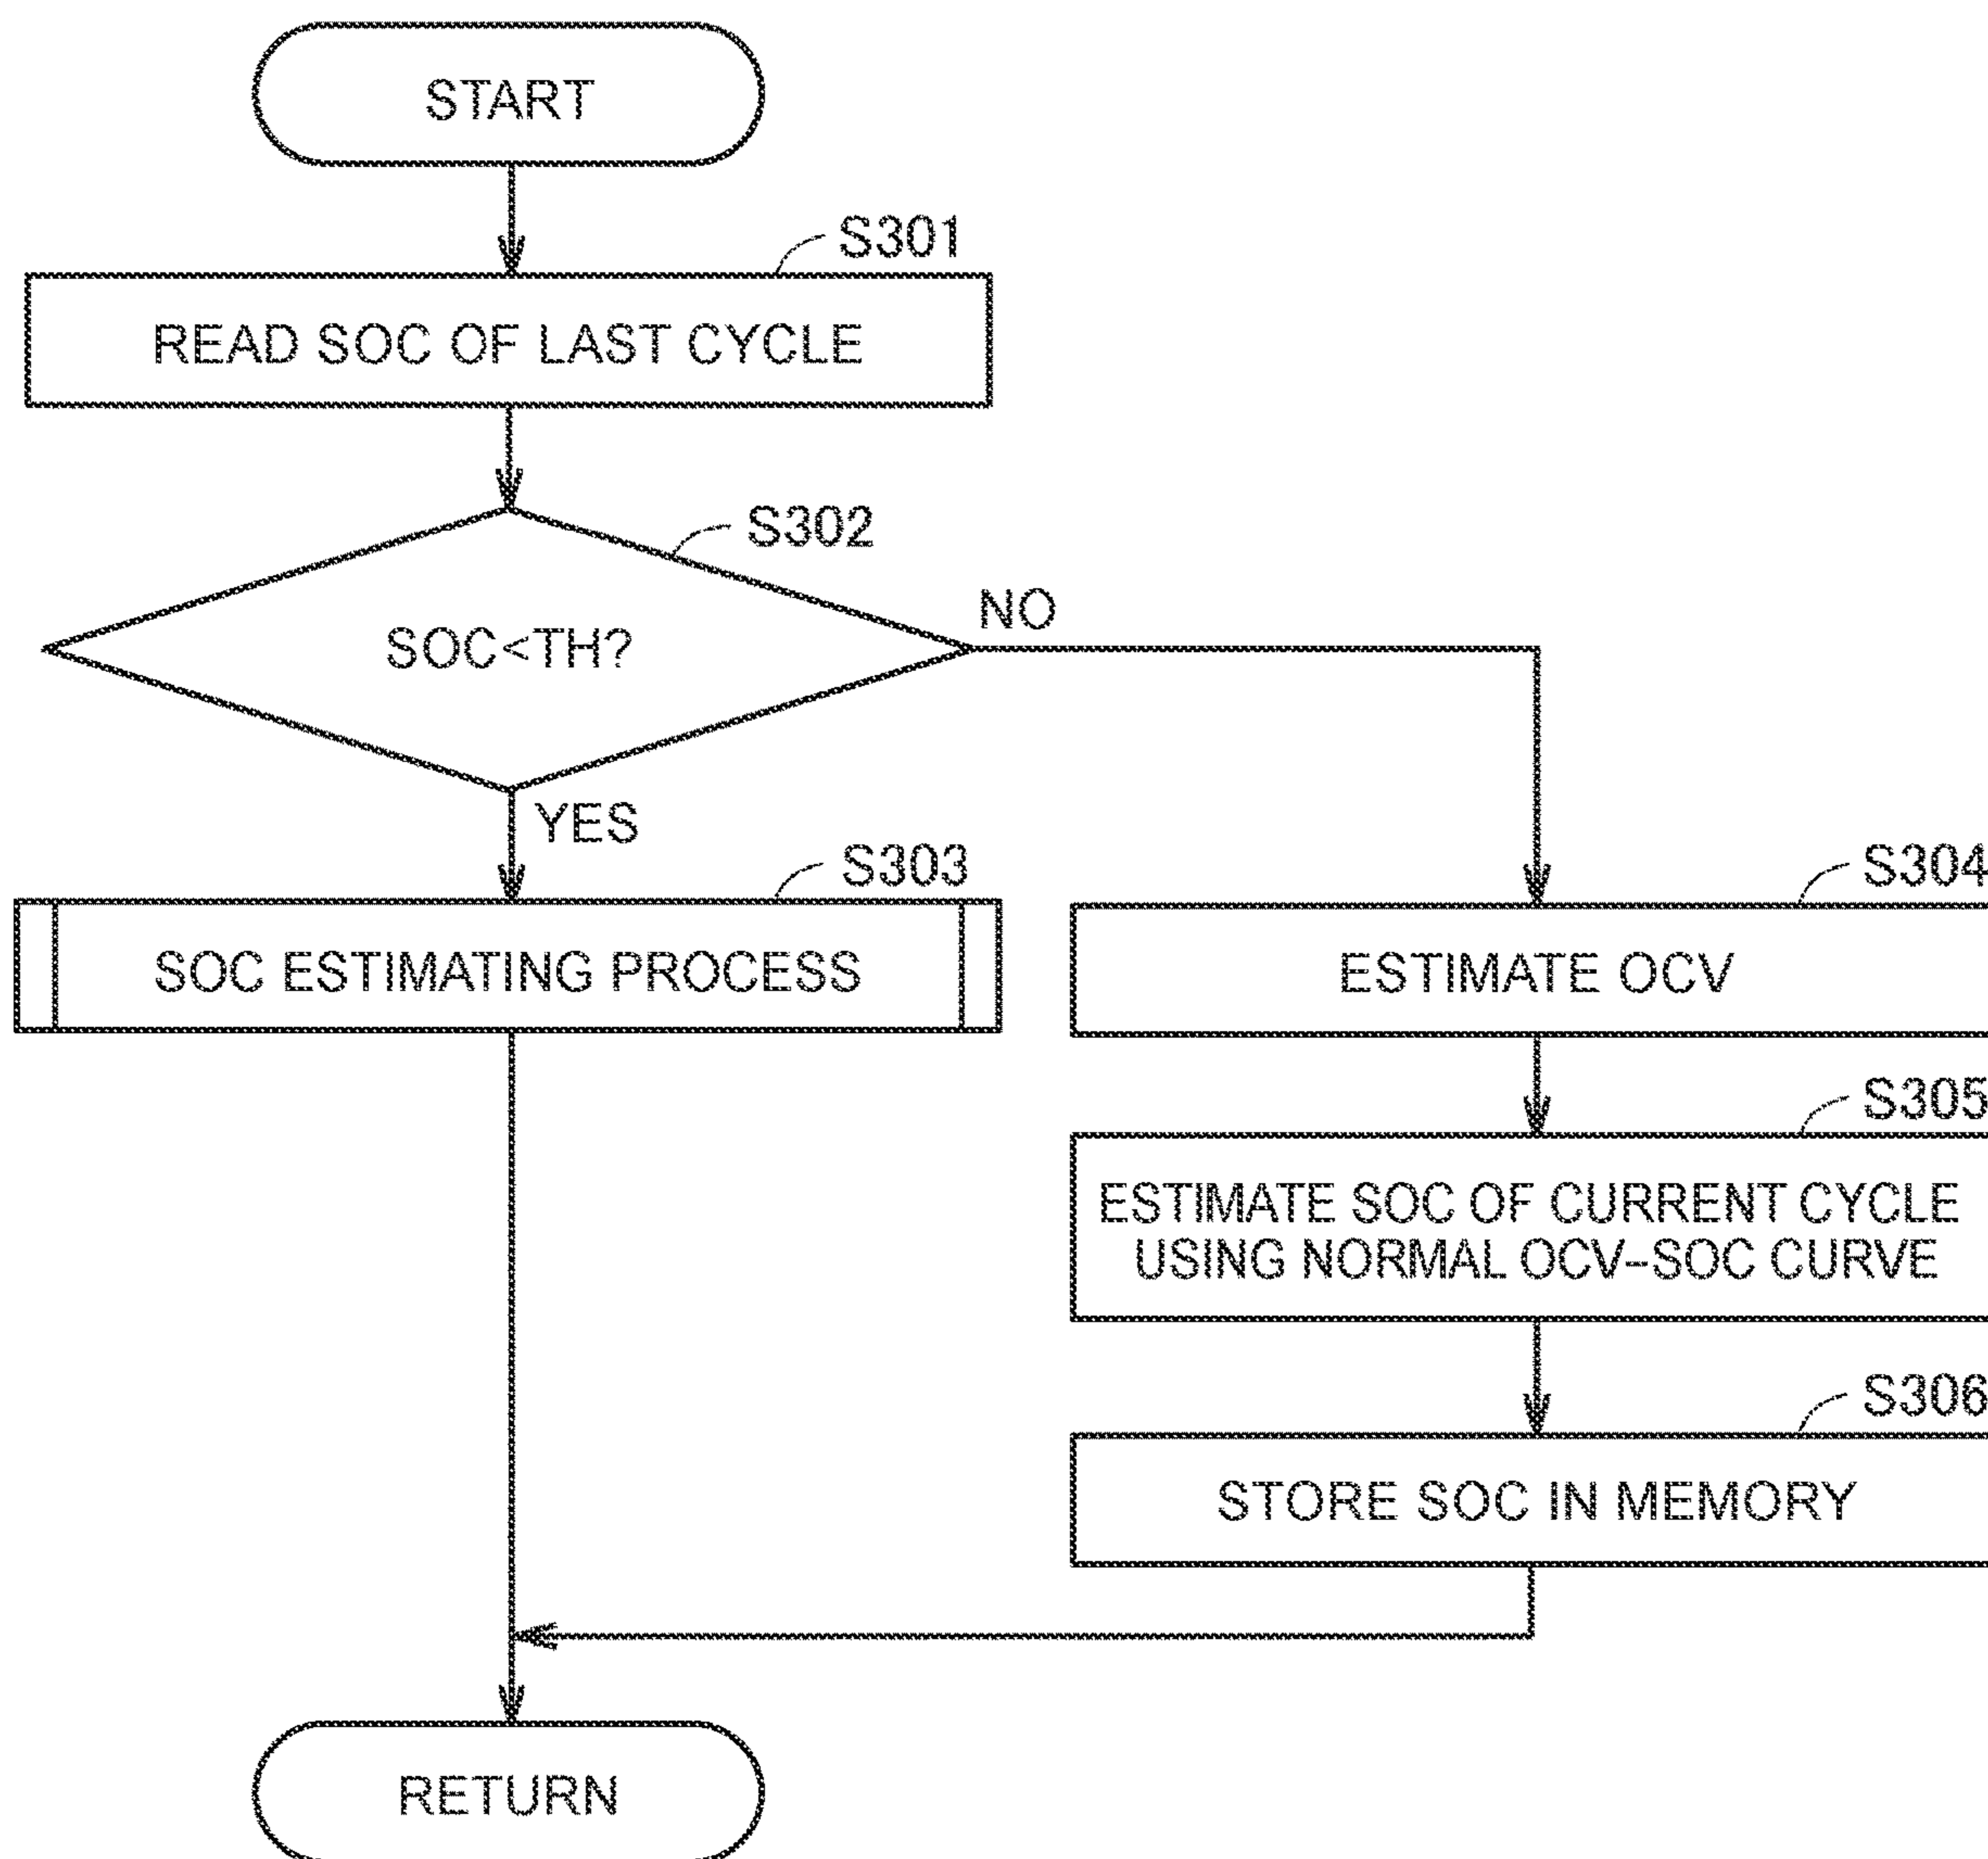 START
S301
READ SOC OF LAST CYCLE
S302
SOC<TH?
NO
YES
S303
SOC ESTIMATING PROCESS
S304
ESTIMATE OCV
S305
ESTIMATE SOC OF CURRENT CYCLE
USING NORMAL OCV-SOC CURVE
S306
STORE SOC IN MEMORY
RETURN